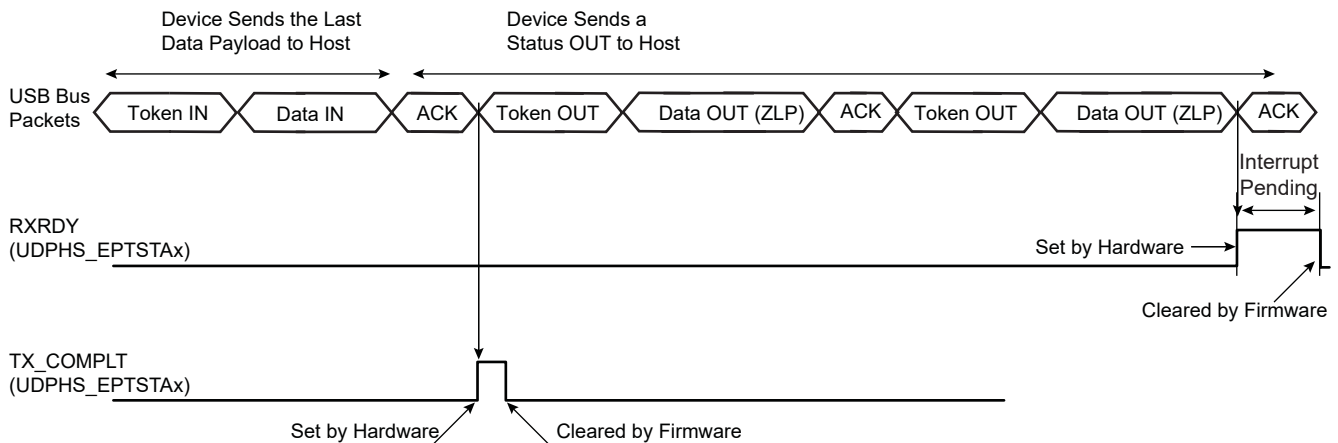 Device Sends the Last
Data Payload to Host
Device Sends a
Status OUT to Host
USB Bus
Packets
Token IN
Data IN
ACK
Token OUT
Data OUT (ZLP)
ACK
Token OUT
Data OUT (ZLP)
ACK
Interrupt
Pending
RXRDY
(UDPHS_EPTSTAx)
Set by Hardware
Cleared by Firmware
TX_COMPLT
(UDPHS_EPTSTAx)
Set by Hardware
Cleared by Firmware